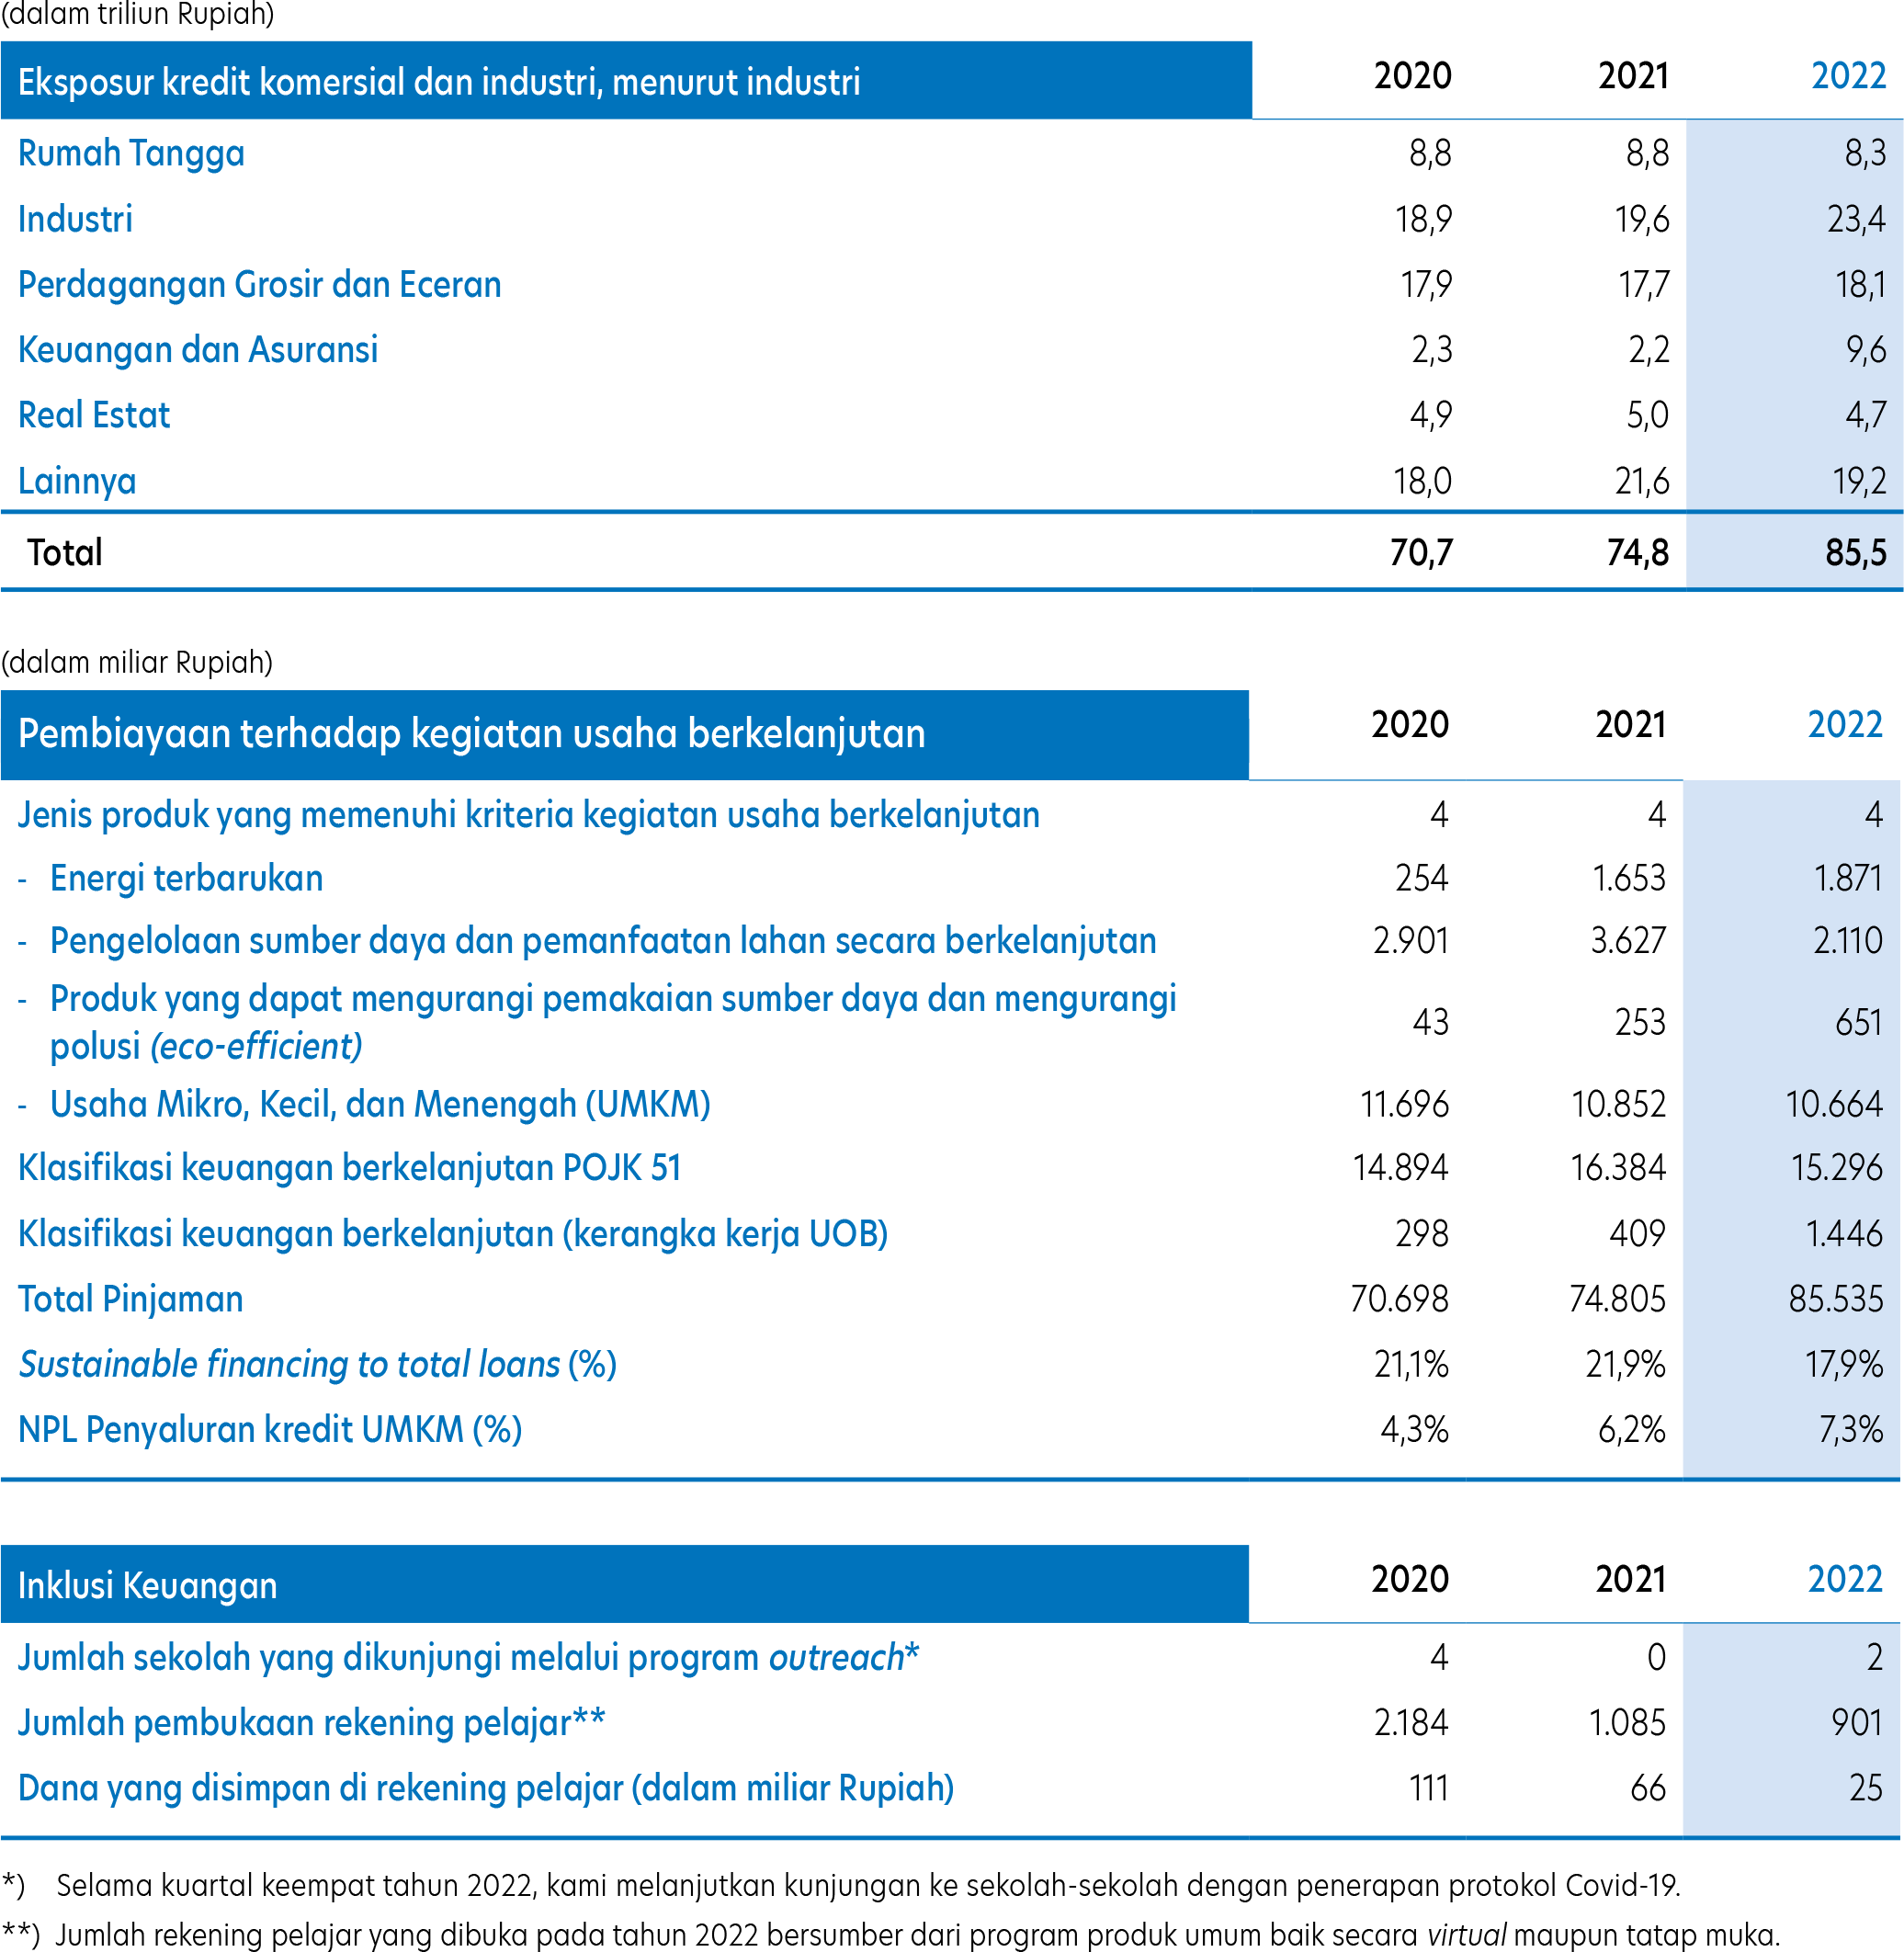 (dalam triliun Rupiah)
Eksposur kredit komersial dan industri, menurut industri 2020 2021 2022
Rumah Tangga 8,8 8,8 8,3
Industri 18,9 19,6 23,4
Perdagangan Grosir dan Eceran 17,9 17,7 18,1
Keuangan dan Asuransi 2,3 2,2 9,6
Real Estat 4,9 5,0 4,7
Lainnya 18,0 21,6 19,2
Total 70,7 74,8 85,5
(dalam miliar Rupiah)
Pembiayaan terhadap kegiatan usaha berkelanjutan 2020 2021 2022
Jenis produk yang memenuhi kriteria kegiatan usaha berkelanjutan 4 4 4
- Energi terbarukan 254 1.653 1.871
- Pengelolaan sumber daya dan pemanfaatan lahan secara berkelanjutan 2.901 3.627 2.110
- Produk yang dapat mengurangi pemakaian sumber daya dan mengurangi
polusi (eco-efficient) 43 253 651
- Usaha Mikro, Kecil, dan Menengah (UMKM) 11.696 10.852 10.664
Klasifikasi keuangan berkelanjutan POJK 51 14.894 16.384 15.296
Klasifikasi keuangan berkelanjutan (kerangka kerja UOB) 298 409 1.446
Total Pinjaman 70.698 74.805 85.535
Sustainable financing to total loans (%) 21,1% 21,9% 17,9%
NPL Penyaluran kredit UMKM (%) 4,3% 6,2% 7,3%
Inklusi Keuangan 2020 2021 2022
Jumlah sekolah yang dikunjungi melalui program outreach* 4 0 2
Jumlah pembukaan rekening pelajar** 2.184 1.085 901
Dana yang disimpan di rekening pelajar (dalam miliar Rupiah) 111 66 25
*) Selama kuartal keempat tahun 2022, kami melanjutkan kunjungan ke sekolah-sekolah dengan penerapan protokol Covid-19.
**) Jumlah rekening pelajar yang dibuka pada tahun 2022 bersumber dari program produk umum baik secara virtual maupun tatap muka.